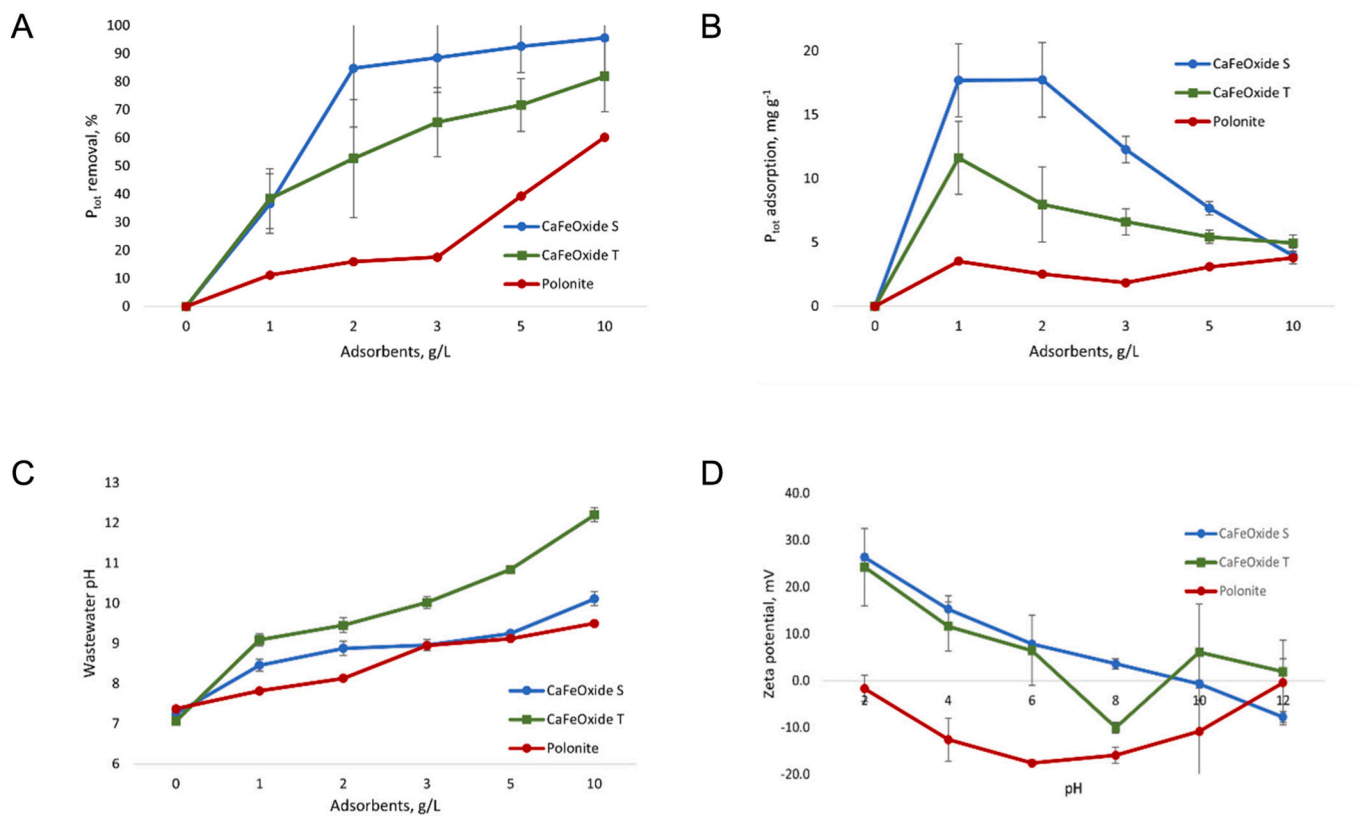 A
100
90
80
70
60
50
40
30
20
10
0
Ptot removal, %
CaFeOxide S
CaFeOxide T
Polonite
0 1 2 3 5 10
Adsorbents, g/L
B
20
15
10
5
0
Ptot adsorption, mg g-1
CaFeOxide S
CaFeOxide T
Polonite
0 1 2 3 5 10
Adsorbents, g/L
C
13
12
11
10
9
8
7
6
Wastewater pH
CaFeOxide S
CaFeOxide T
Polonite
0 1 2 3 5 10
Adsorbents, g/L
D
40.0
30.0
20.0
10.0
0.0
-10.0
-20.0
Zeta potential, mV
CaFeOxide S
CaFeOxide T
Polonite
2 4 6 8 10 12
pH